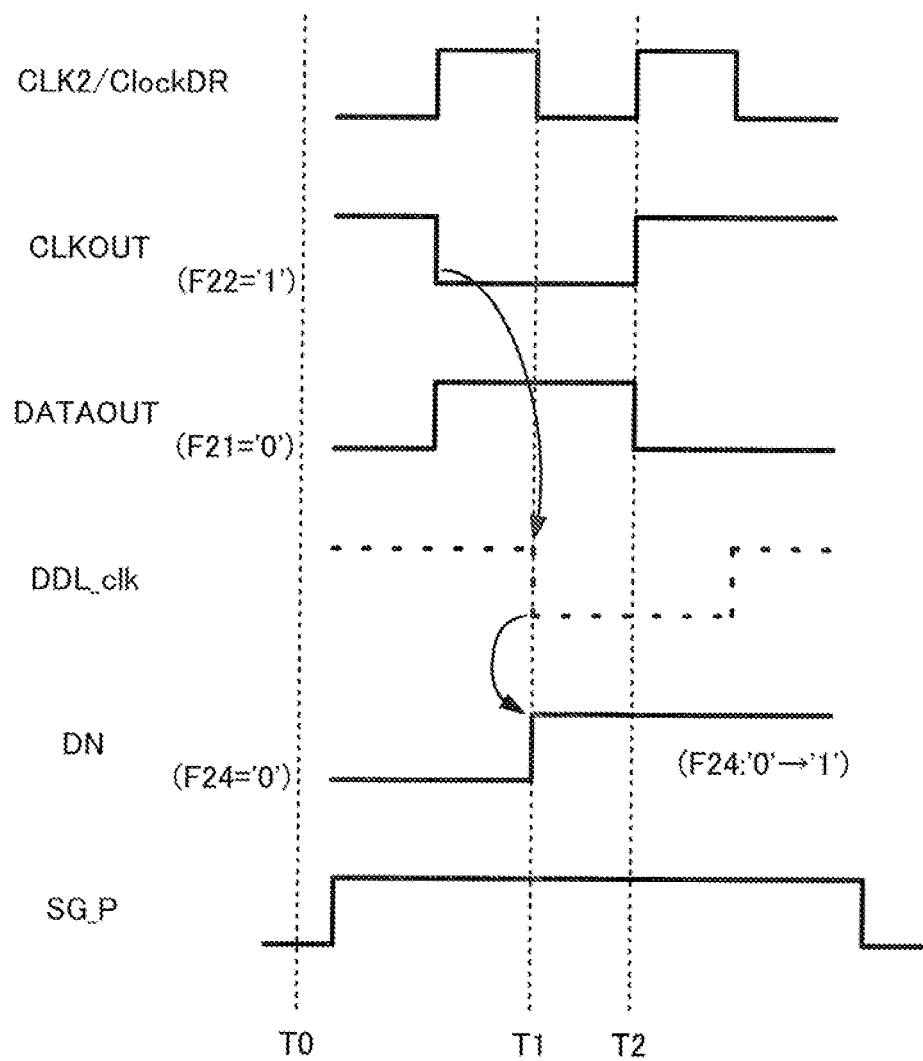 CLK2/ClockDR
CLKOUT
(F22='1')
DATAOUT
(F21='0')
DDL_clk
DN
(F24='0')
(F24:'0'→'1')
SG_P
T0
T1
T2